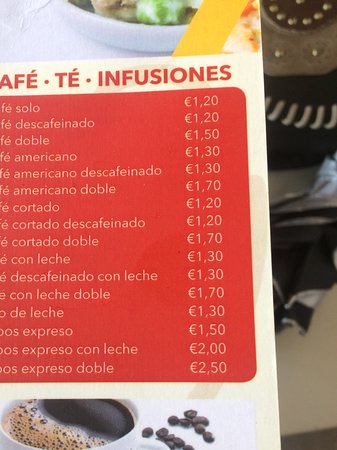 AFÉ · TÉ · INFUSIONES
fé solo €1,20
fé descafeinado €1,20
fé doble €1,50
fé americano €1,30
fé americano descafeinado €1,30
fé americano doble €1,70
fé cortado €1,20
fé cortado descafeinado €1,20
fé cortado doble €1,70
fé con leche €1,30
fé descafeinado con leche €1,30
é con leche doble €1,70
o de leche €1,30
pos expreso €1,50
pos expreso con leche €2,00
pos expreso doble €2,50